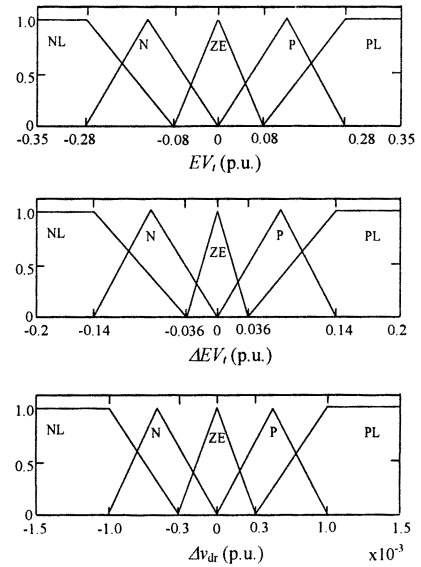 1.0
NL N ZE P PL
0.5
0
-0.35 -0.28 -0.08 0 0.08 0.28 0.35
EVt (p.u.)
1.0
NL N ZE P PL
0.5
0
-0.2 -0.14 -0.036 0 0.036 0.14 0.2
ΔEVt (p.u.)
1.0
NL N ZE P PL
0.5
0
-1.5 -1.0 -0.3 0 0.3 1.0 1.5
Δvdr (p.u.) x10-3